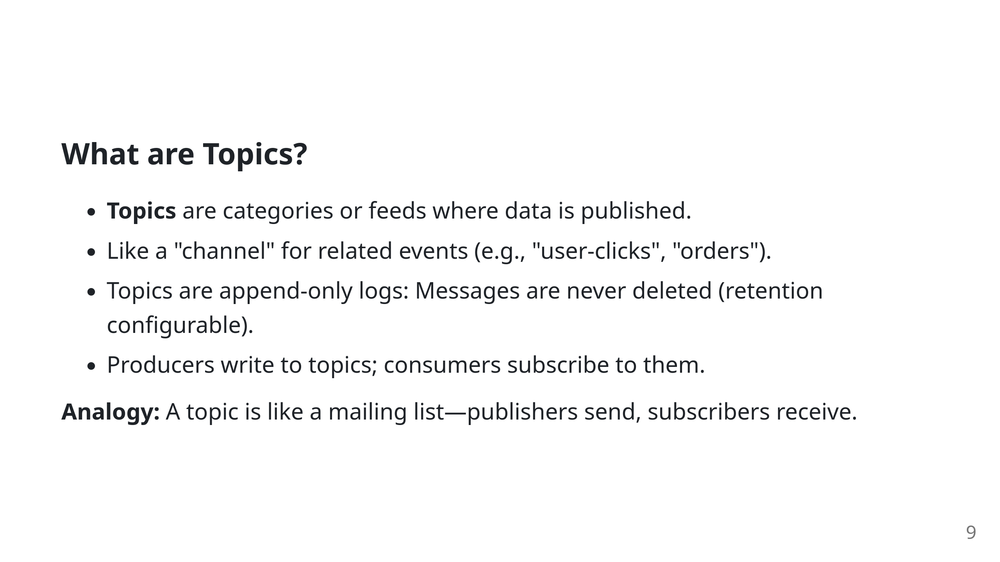 What are Topics?
• Topics are categories or feeds where data is published.
• Like a "channel" for related events (e.g., "user-clicks", "orders").
• Topics are append-only logs: Messages are never deleted (retention
configurable).
• Producers write to topics; consumers subscribe to them.
Analogy: A topic is like a mailing list—publishers send, subscribers receive.
9